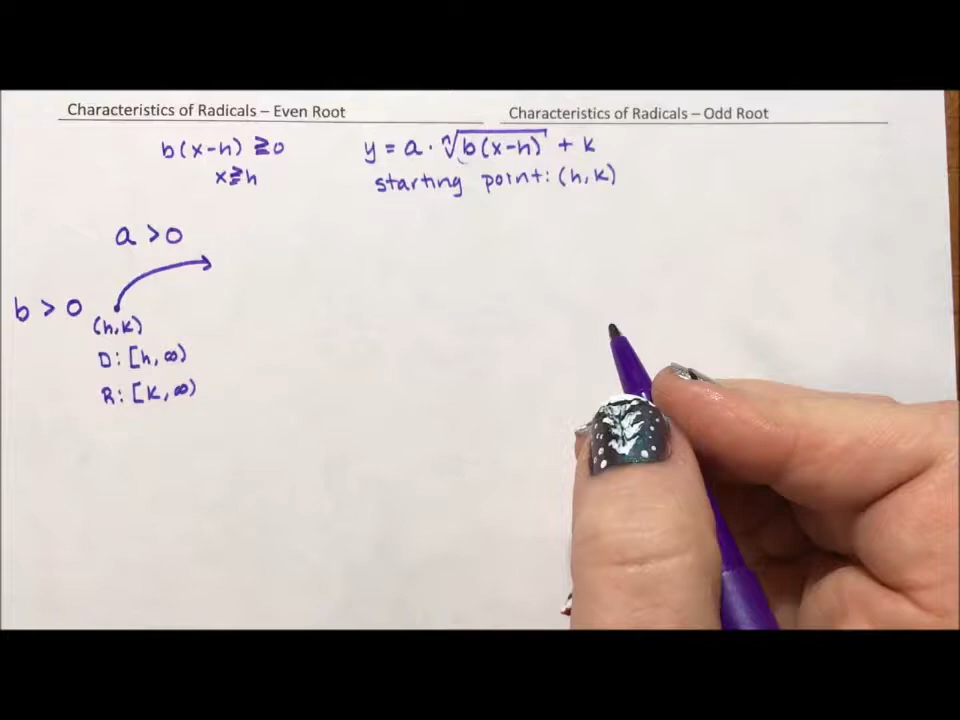 Characteristics of Radicals – Even Root
Characteristics of Radicals – Odd Root
b(x-h) ≥ 0
x ≥ h
y = a · ⁿ√b(x-h) + k
starting point: (h,k)
a > 0
b > 0
(h,k)
D: [h, ∞)
R: [k, ∞)